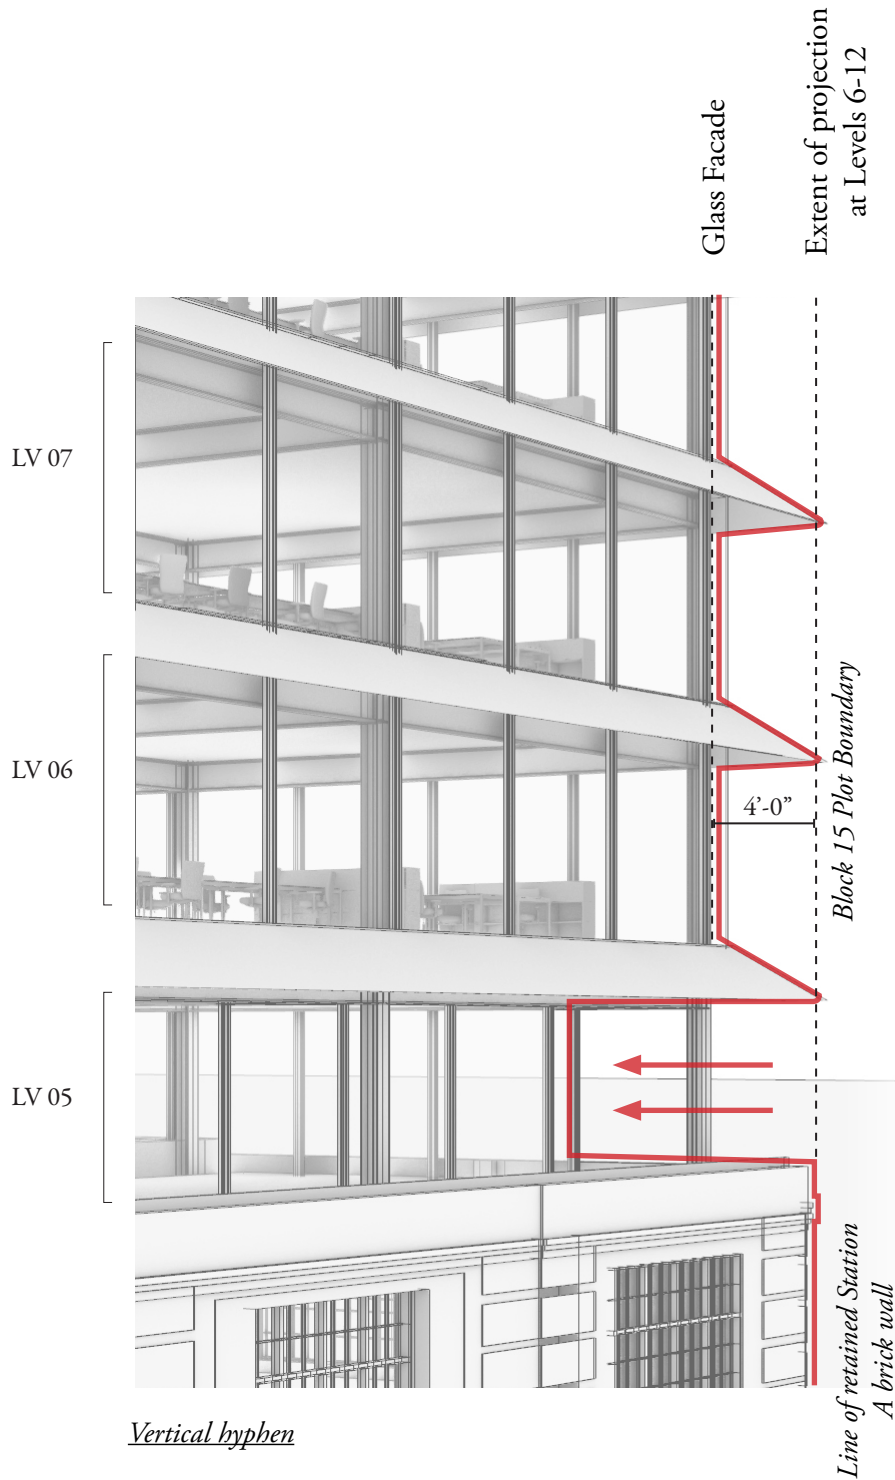 Glass Facade
Extent of projection
at Levels 6-12
LV 07
LV 06
4’-0”
Block 15 Plot Boundary
LV 05
Line of retained Station
A brick wall
Vertical hyphen